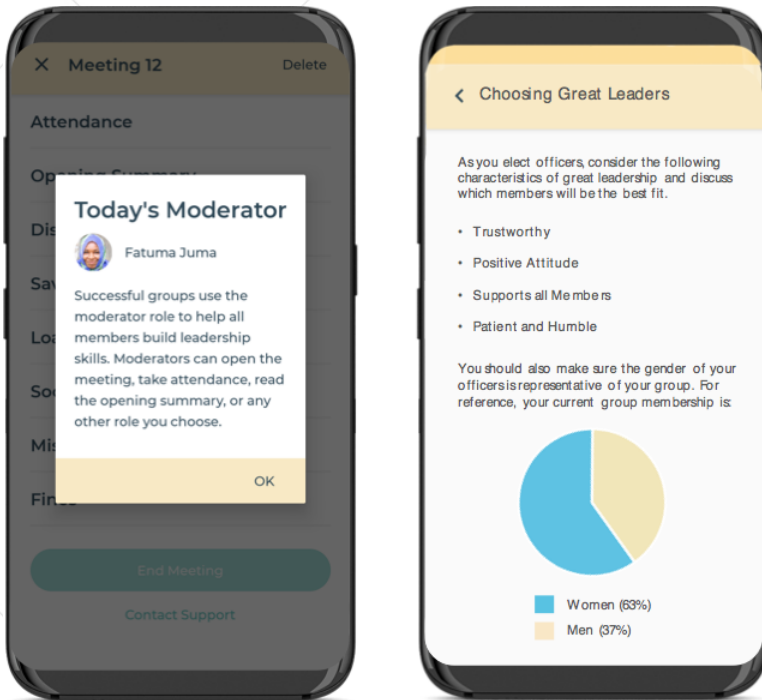 Meeting 12
Delete
Attendance
Opening Summary
Today's Moderator
Fatuma Juma
Successful groups use the
moderator role to help all
members build leadership
skills. Moderators can open the
meeting, take attendance, read
the opening summary, or any
other role you choose.
OK
End Meeting
Contact Support
Choosing Great Leaders
As you elect officers, consider the following
characteristics of great leadership and discuss
which members will be the best fit.
• Trustworthy
• Positive Attitude
• Supports all Members
• Patient and Humble
You should also make sure the gender of your
officers is representative of your group. For
reference, your current group membership is:
Women (63%)
Men (37%)